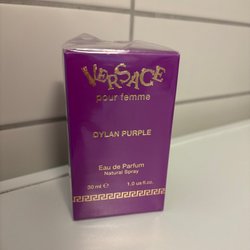 VERSACE
pour femme
DYLAN PURPLE
Eau de Parfum
Natural Spray
30 ml ℮ 1.0 us fl.oz.